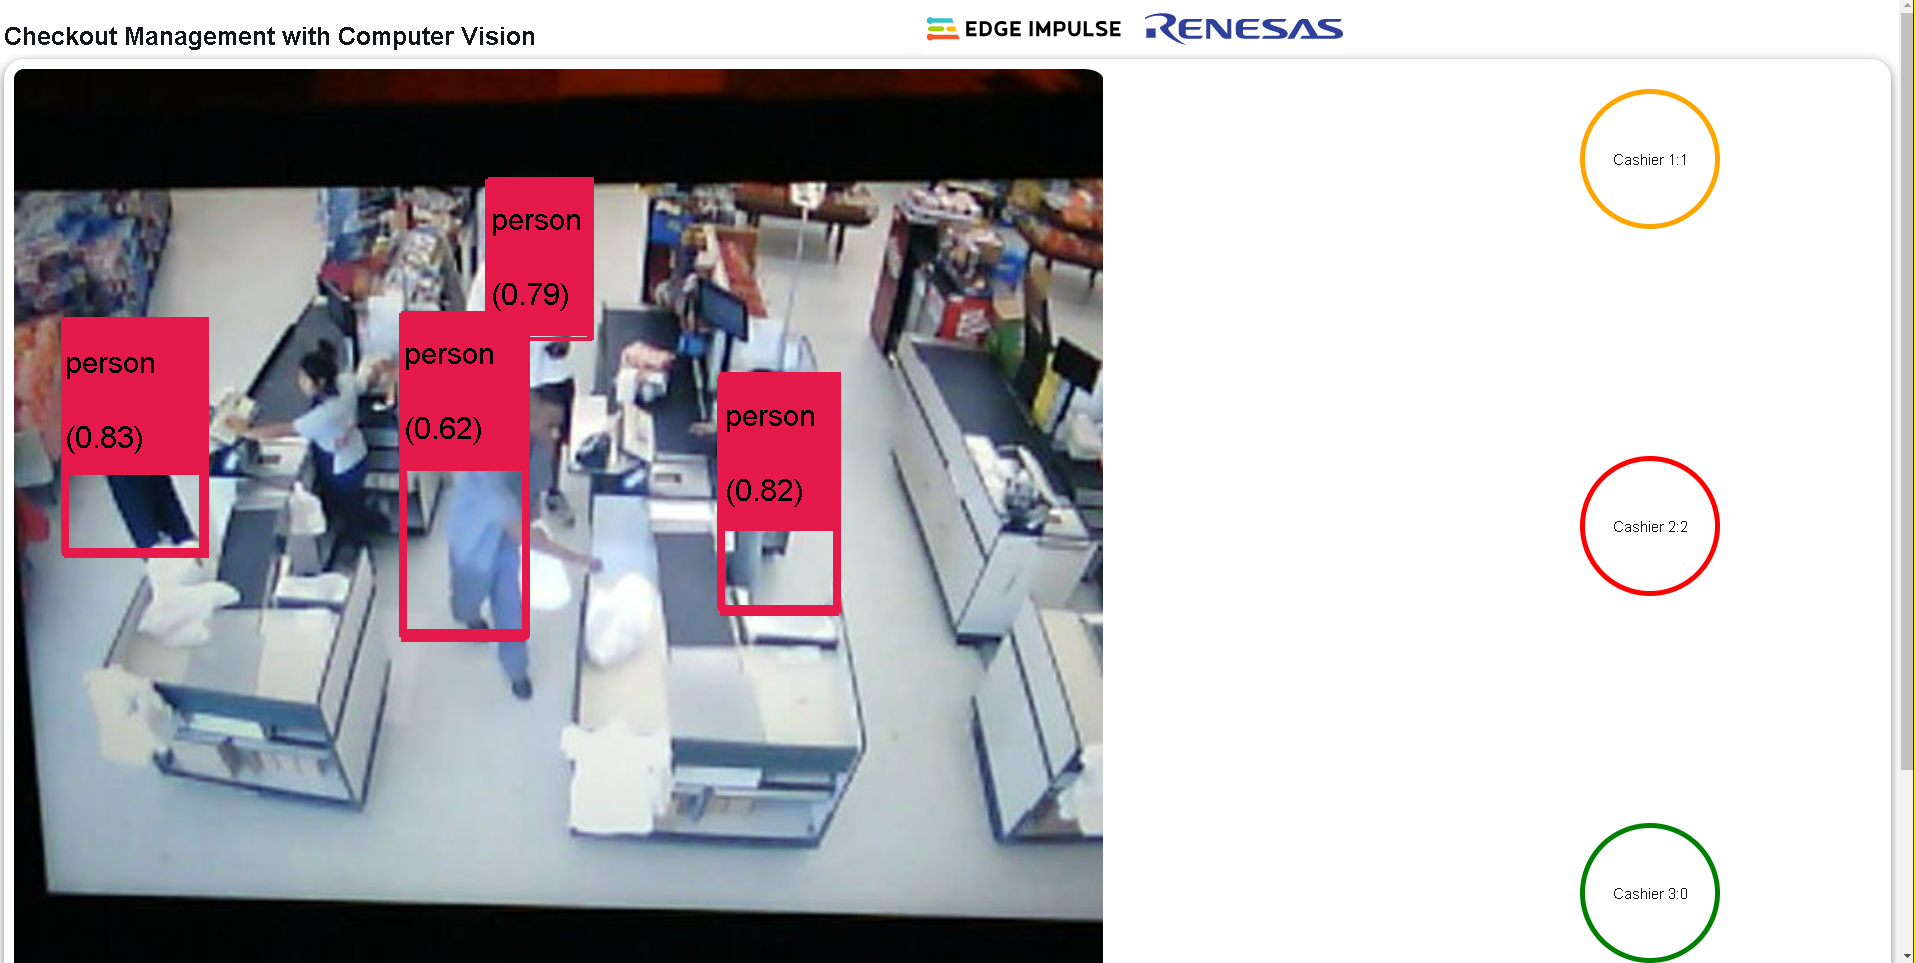 Checkout Management with Computer Vision
EDGE IMPULSE
RENESAS
person
(0.79)
person
(0.83)
person
(0.62)
person
(0.82)
Cashier 1:1
Cashier 2:2
Cashier 3:0